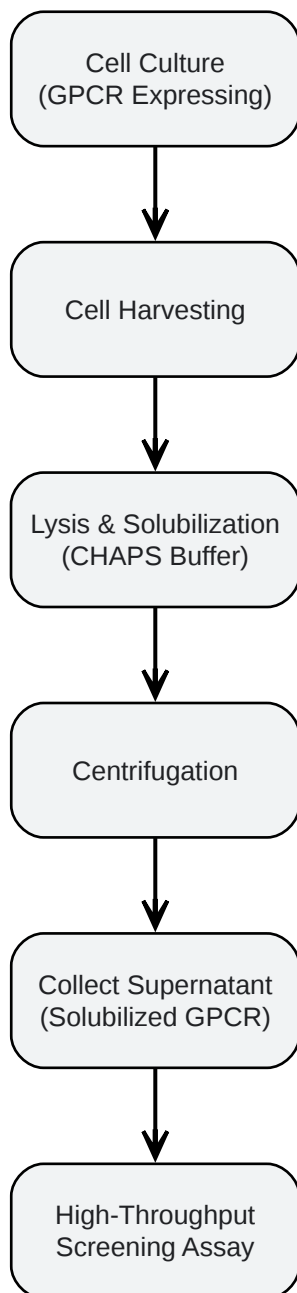 Cell Culture
(GPCR Expressing)
Cell Harvesting
Lysis & Solubilization
(CHAPS Buffer)
Centrifugation
Collect Supernatant
(Solubilized GPCR)
High-Throughput
Screening Assay